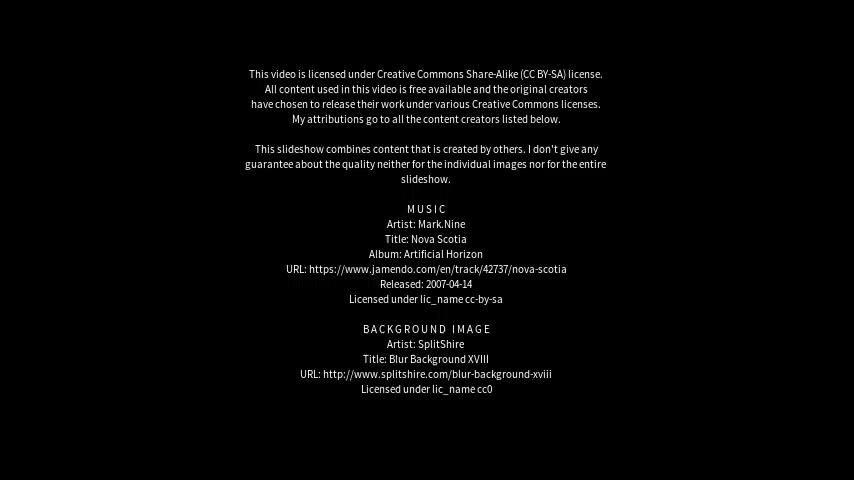 This video is licensed under Creative Commons Share-Alike (CC BY-SA) license.
All content used in this video is free available and the original creators
have chosen to release their work under various Creative Commons licenses.
My attributions go to all the content creators listed below.
This slideshow combines content that is created by others. I don't give any
guarantee about the quality neither for the individual images nor for the entire
slideshow.
MUSIC
Artist: Mark.Nine
Title: Nova Scotia
Album: Artificial Horizon
URL: https://www.jamendo.com/en/track/42737/nova-scotia
Released: 2007-04-14
Licensed under lic_name cc-by-sa
BACKGROUND IMAGE
Artist: SplitShire
Title: Blur Background XVIII
URL: http://www.splitshire.com/blur-background-xviii
Licensed under lic_name cc0